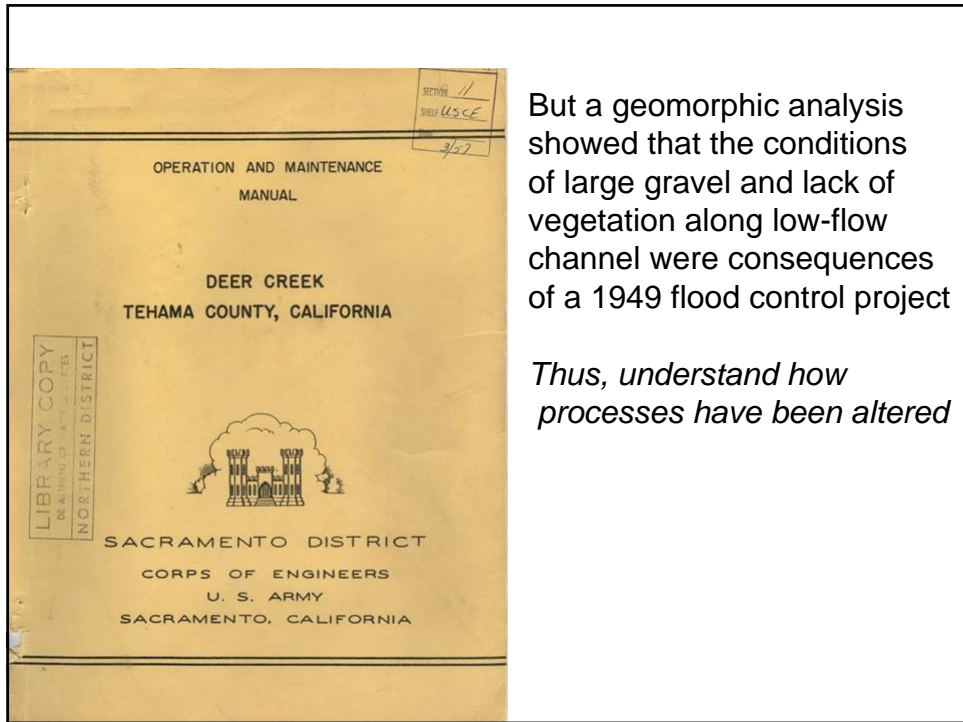 SECTION 11
SHELF USCE
3/57
OPERATION AND MAINTENANCE
MANUAL
DEER CREEK
TEHAMA COUNTY, CALIFORNIA
LIBRARY COPY
NORTHERN DISTRICT
SACRAMENTO DISTRICT
CORPS OF ENGINEERS
U. S. ARMY
SACRAMENTO, CALIFORNIA
But a geomorphic analysis
showed that the conditions
of large gravel and lack of
vegetation along low-flow
channel were consequences
of a 1949 flood control project
Thus, understand how
processes have been altered